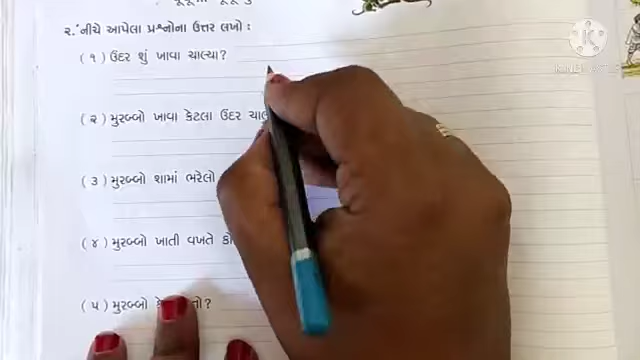 ૨. નીચે આપેલા પ્રશ્નોના ઉત્તર લખો :
(૧) ઉંદર શું ખાવા ચાલ્યા?
(૨) મુરબ્બો ખાવા કેટલા ઉંદર
(૩) મુરબ્બો શામાં ભરેલો
(૪) મુરબ્બો ખાતી વખતે
(૫) મુરબ્બો